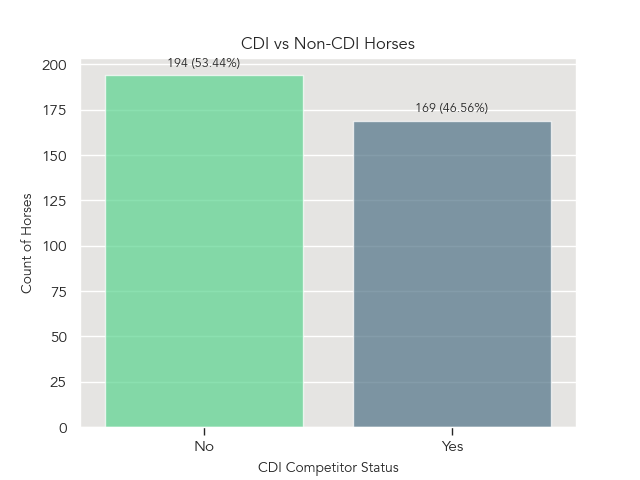 CDI vs Non-CDI Horses
200
175
150
125
100
75
50
25
0
Count of Horses
194 (53.44%)
169 (46.56%)
No
Yes
CDI Competitor Status